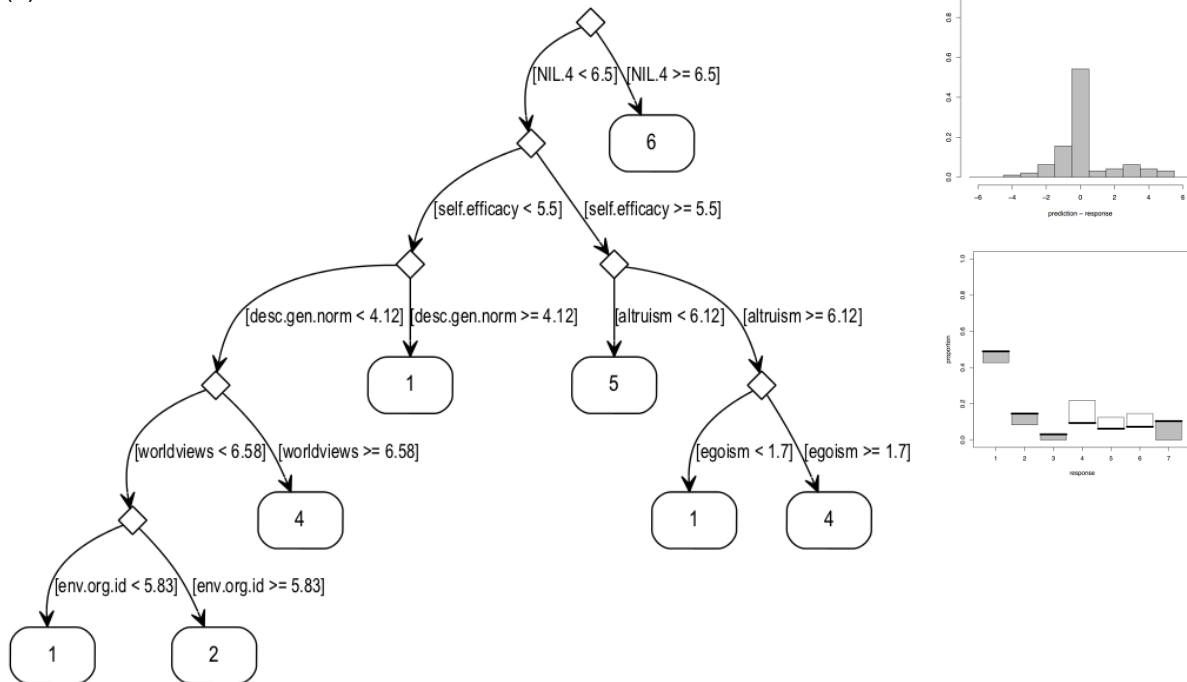 [NIL.4 < 6.5] [NIL.4 >= 6.5]
6
[self.efficacy < 5.5] [self.efficacy >= 5.5]
[desc.gen.norm < 4.12] [desc.gen.norm >= 4.12] [altruism < 6.12] [altruism >= 6.12]
1 5
[worldviews < 6.58] [worldviews >= 6.58] [egoism < 1.7] [egoism >= 1.7]
4 1 4
[env.org.id < 5.83] [env.org.id >= 5.83]
1 2
0.8
0.6
0.4
0.2
0.0
-6 -4 -2 0 2 4 6
prediction – response
1.0
0.8
0.6
0.4
0.2
0.0
proportion
1 2 3 4 5 6 7
response